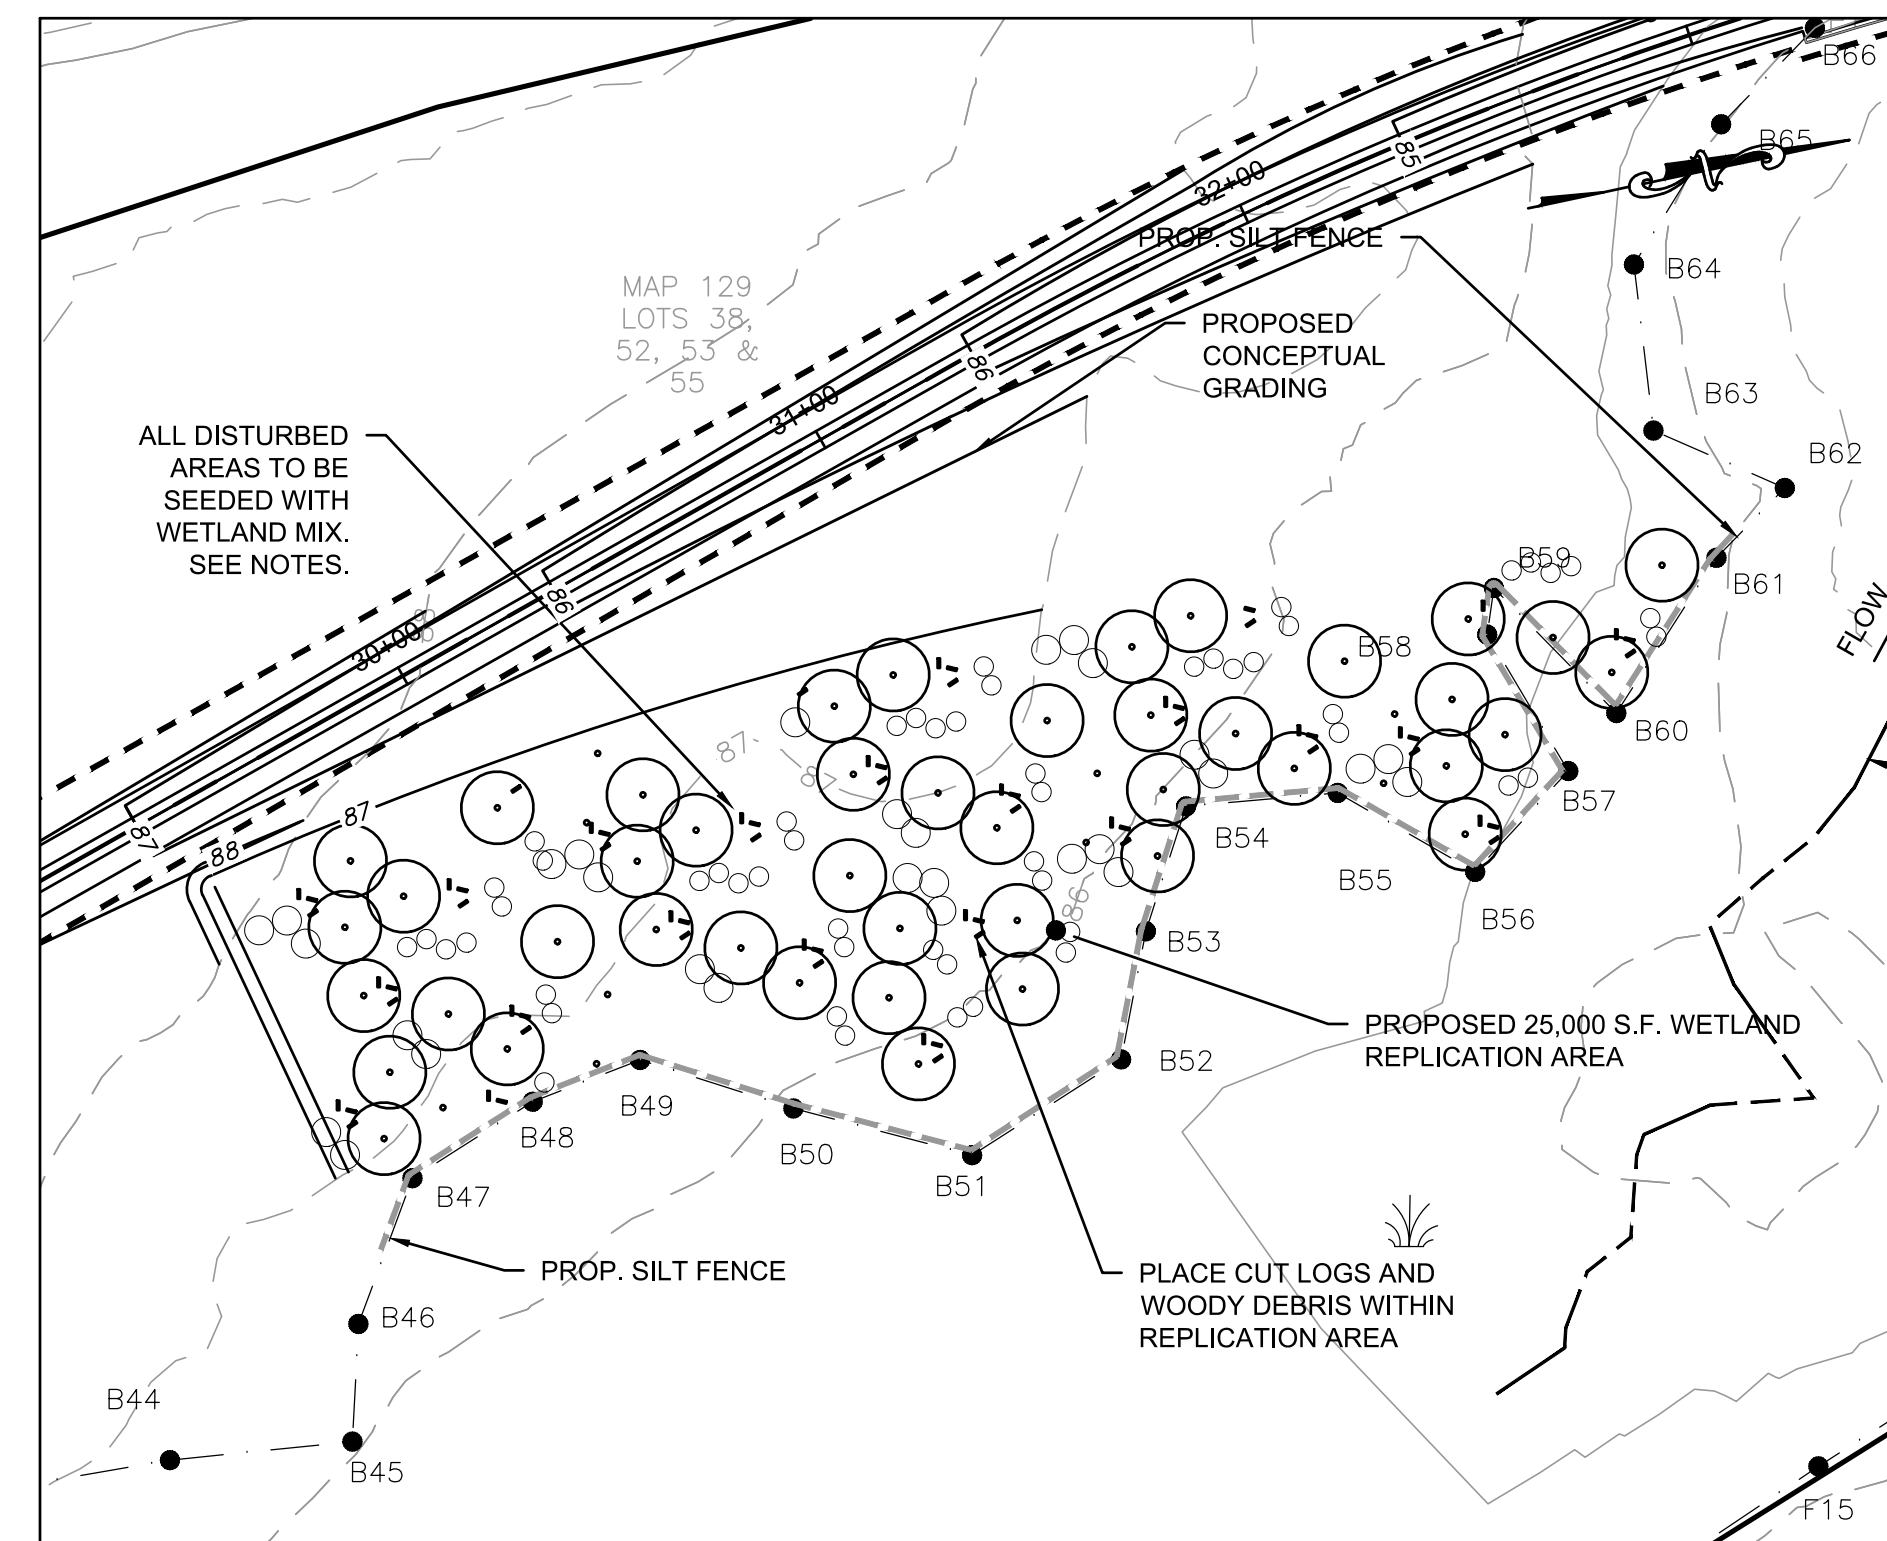 B66
B65
32+00
85
PROP. SILT FENCE
B64
MAP 129
LOTS 38,
52, 53 &
55
PROPOSED
CONCEPTUAL
GRADING
86
31+00
B63
ALL DISTURBED
AREAS TO BE
SEEDED WITH
WETLAND MIX.
SEE NOTES.
B62
B59
B61
86
FLOW
30+00
B58
B60
87
87
B57
87
87
88
B54
B55
86
B56
B53
PROPOSED 25,000 S.F. WETLAND
REPLICATION AREA
B52
B49
B48
B50
B51
B47
PROP. SILT FENCE
PLACE CUT LOGS AND
WOODY DEBRIS WITHIN
REPLICATION AREA
B46
B44
B45
F15